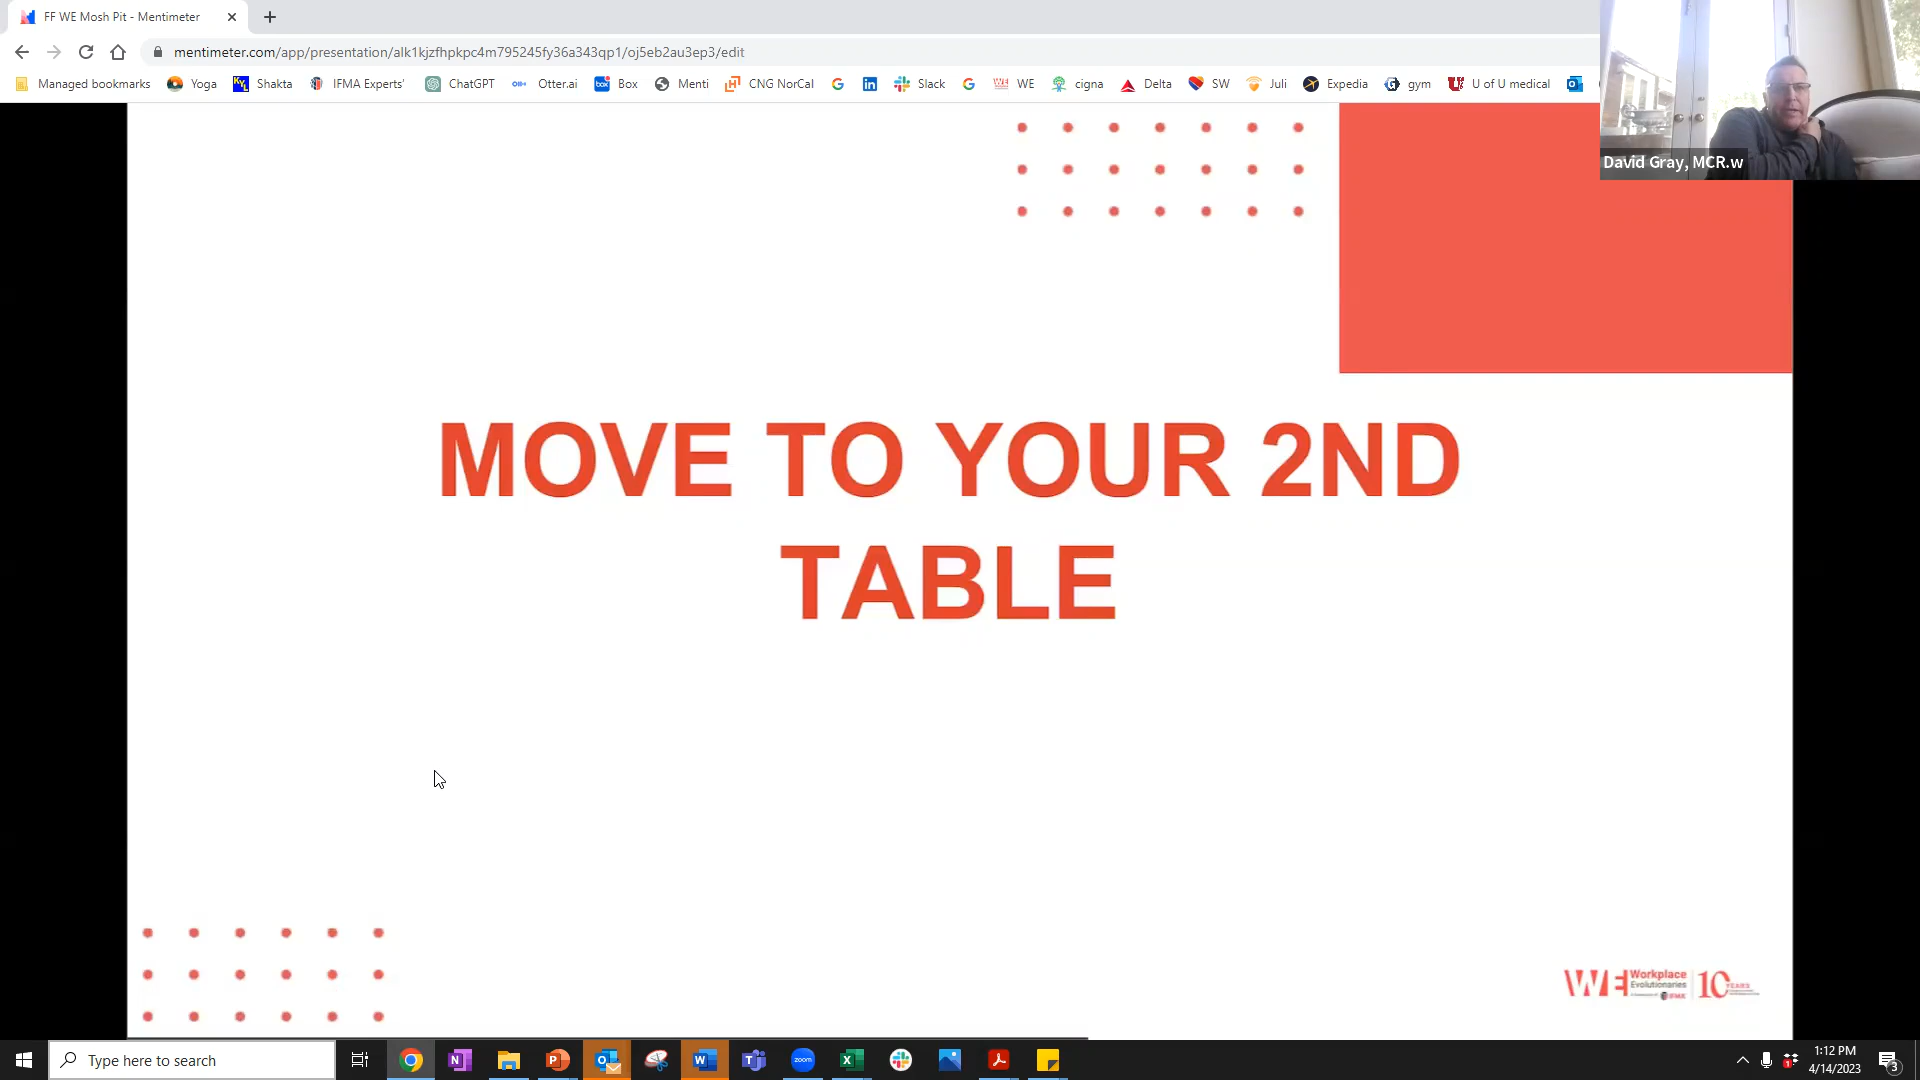 FF WE Mosh Pit - Mentimeter
mentimeter.com/app/presentation/alk1kjzfhpkpc4m795245fy36a343qp1/oj5eb2au3ep3/edit
Managed bookmarks Yoga Shakta IFMA Experts' ChatGPT Otter.ai Box Menti CNG NorCal Slack WE cigna Delta SW Juli Expedia gym U of U medical
David Gray, MCR.w
MOVE TO YOUR 2ND
TABLE
WE Workplace Evolutionaries 10 YEARS
Type here to search
1:12 PM
4/14/2023
3